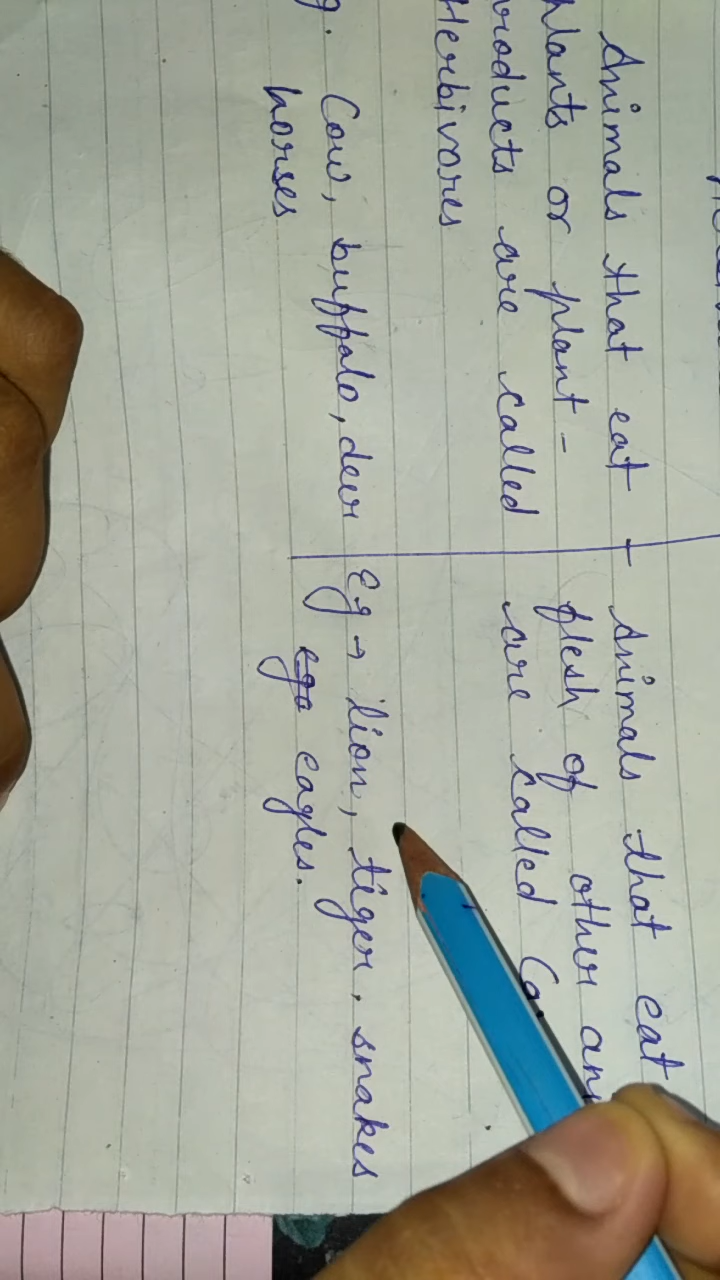 Animals that eat
plants or plant -
products are called
Herbivores
g. Cow, buffalo, deer
horses
- Animals that eat
flesh of other
are called
Eg → lion, tiger, snakes
eagles.